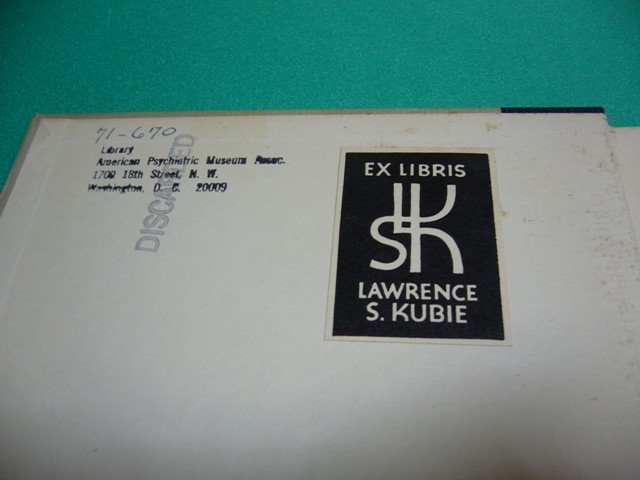 71-670
Library
American Psychiatric Museum Assoc.
1700 18th Street, N. W.
Washington, D. C. 20009
DISCARDED
EX LIBRIS
LSK
LAWRENCE
S. KUBIE